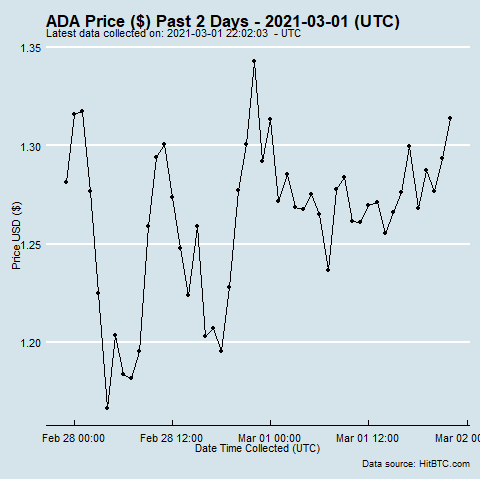 ADA Price ($) Past 2 Days - 2021-03-01 (UTC)
Latest data collected on: 2021-03-01 22:02:03 - UTC
1.35
1.30
1.25
1.20
Price USD ($)
Feb 28 00:00 Feb 28 12:00 Mar 01 00:00 Mar 01 12:00 Mar 02 00
Date Time Collected (UTC)
Data source: HitBTC.com